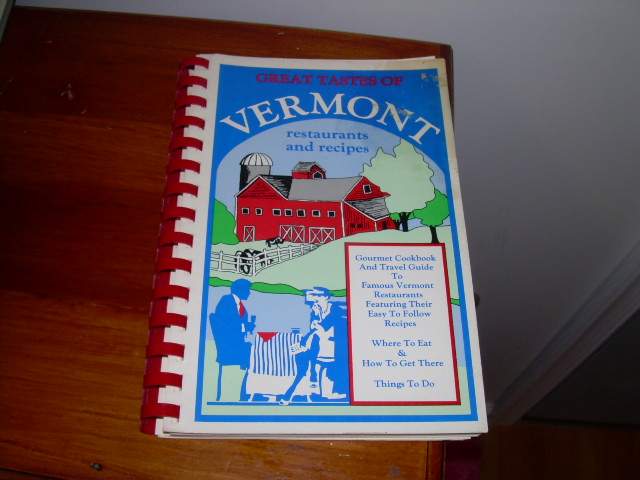 GREAT TASTES OF
VERMONT
restaurants
and recipes
Gourmet Cookbook
And Travel Guide
To
Famous Vermont
Restaurants
Featuring Their
Easy To Follow
Recipes
Where To Eat
&
How To Get There
Things To Do